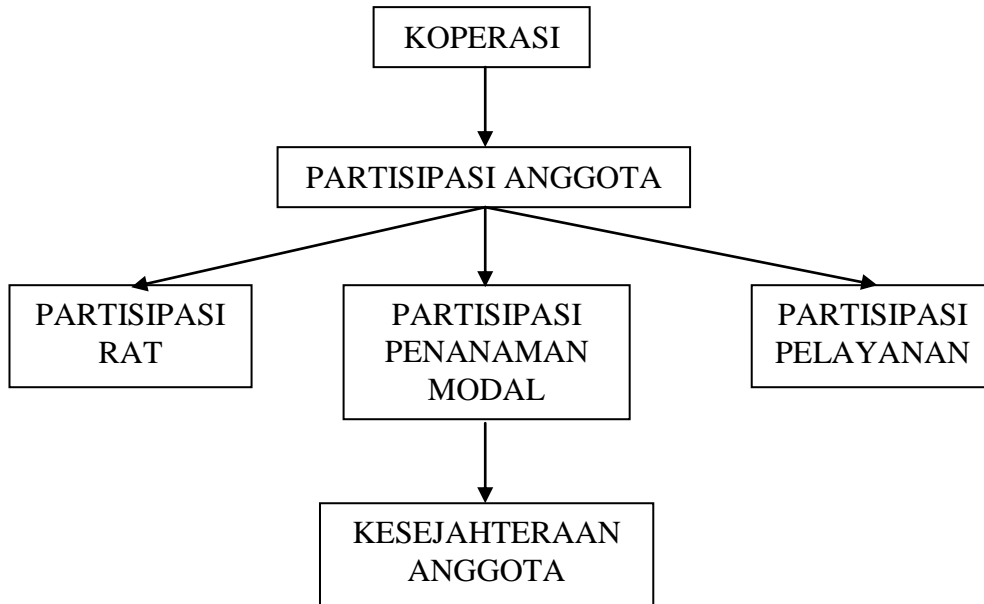 KOPERASI
PARTISIPASI ANGGOTA
PARTISIPASI
RAT
PARTISIPASI
PENANAMAN
MODAL
PARTISIPASI
PELAYANAN
KESEJAHTERAAN
ANGGOTA